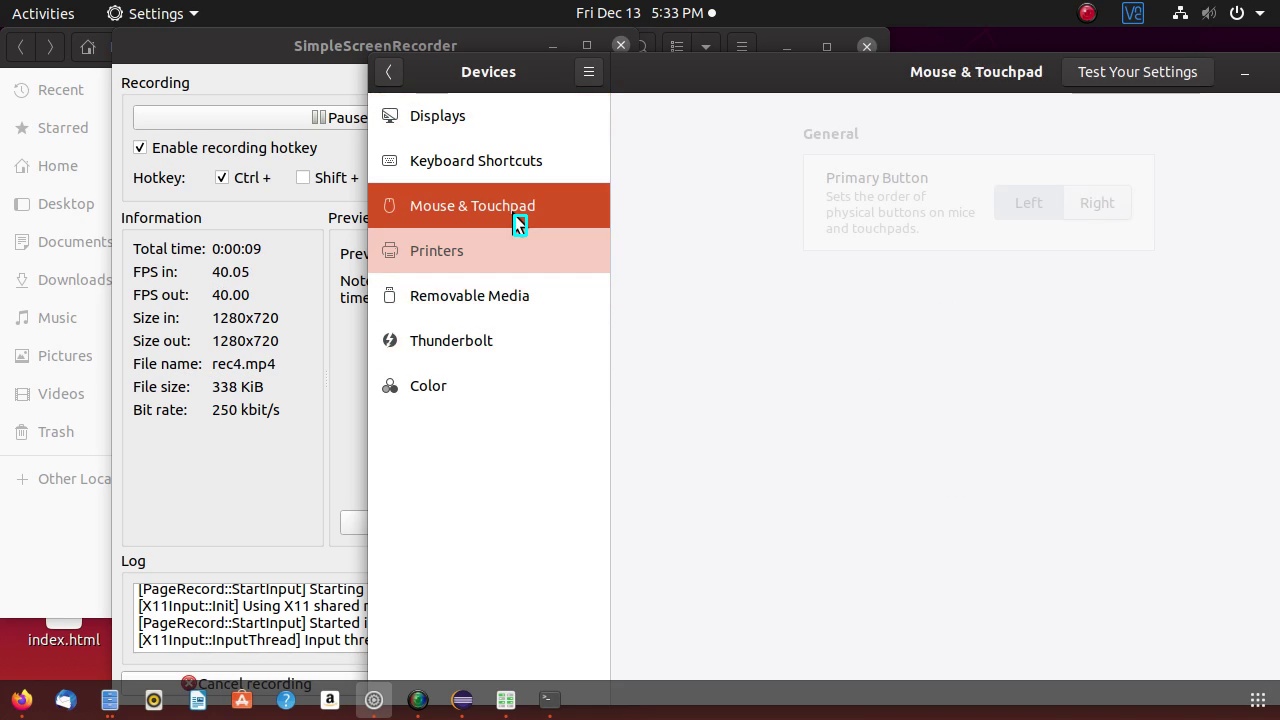 Activities
Settings
Fri Dec 13 5:33 PM
SimpleScreenRecorder
Devices
Mouse & Touchpad
Test Your Settings
Recent
Starred
Home
Desktop
Documents
Downloads
Music
Pictures
Videos
Trash
Other Loca
index.html
Recording
Pause
Enable recording hotkey
Hotkey: Ctrl + Shift +
Information
Total time: 0:00:09
FPS in: 40.05
FPS out: 40.00
Size in: 1280x720
Size out: 1280x720
File name: rec4.mp4
File size: 338 KiB
Bit rate: 250 kbit/s
Log
[PageRecord::StartInput] Starting
[X11Input::Init] Using X11 shared
[PageRecord::StartInput] Started
[X11Input::InputThread] Input
Cancel recording
Displays
Keyboard Shortcuts
Mouse & Touchpad
Printers
Removable Media
Thunderbolt
Color
General
Primary Button
Sets the order of
physical buttons on mice
and touchpads.
Left
Right